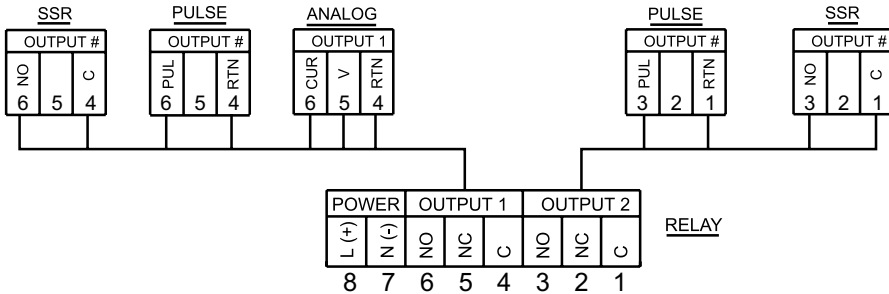 SSR PULSE ANALOG PULSE SSR
OUTPUT # OUTPUT # OUTPUT 1 OUTPUT # OUTPUT #
NO C PUL RTN CUR V RTN PUL RTN NO C
6 5 4 6 5 4 6 5 4 3 2 1 3 2 1
POWER OUTPUT 1 OUTPUT 2
RELAY
L (+) N (-) NO NC C NO NC C
8 7 6 5 4 3 2 1